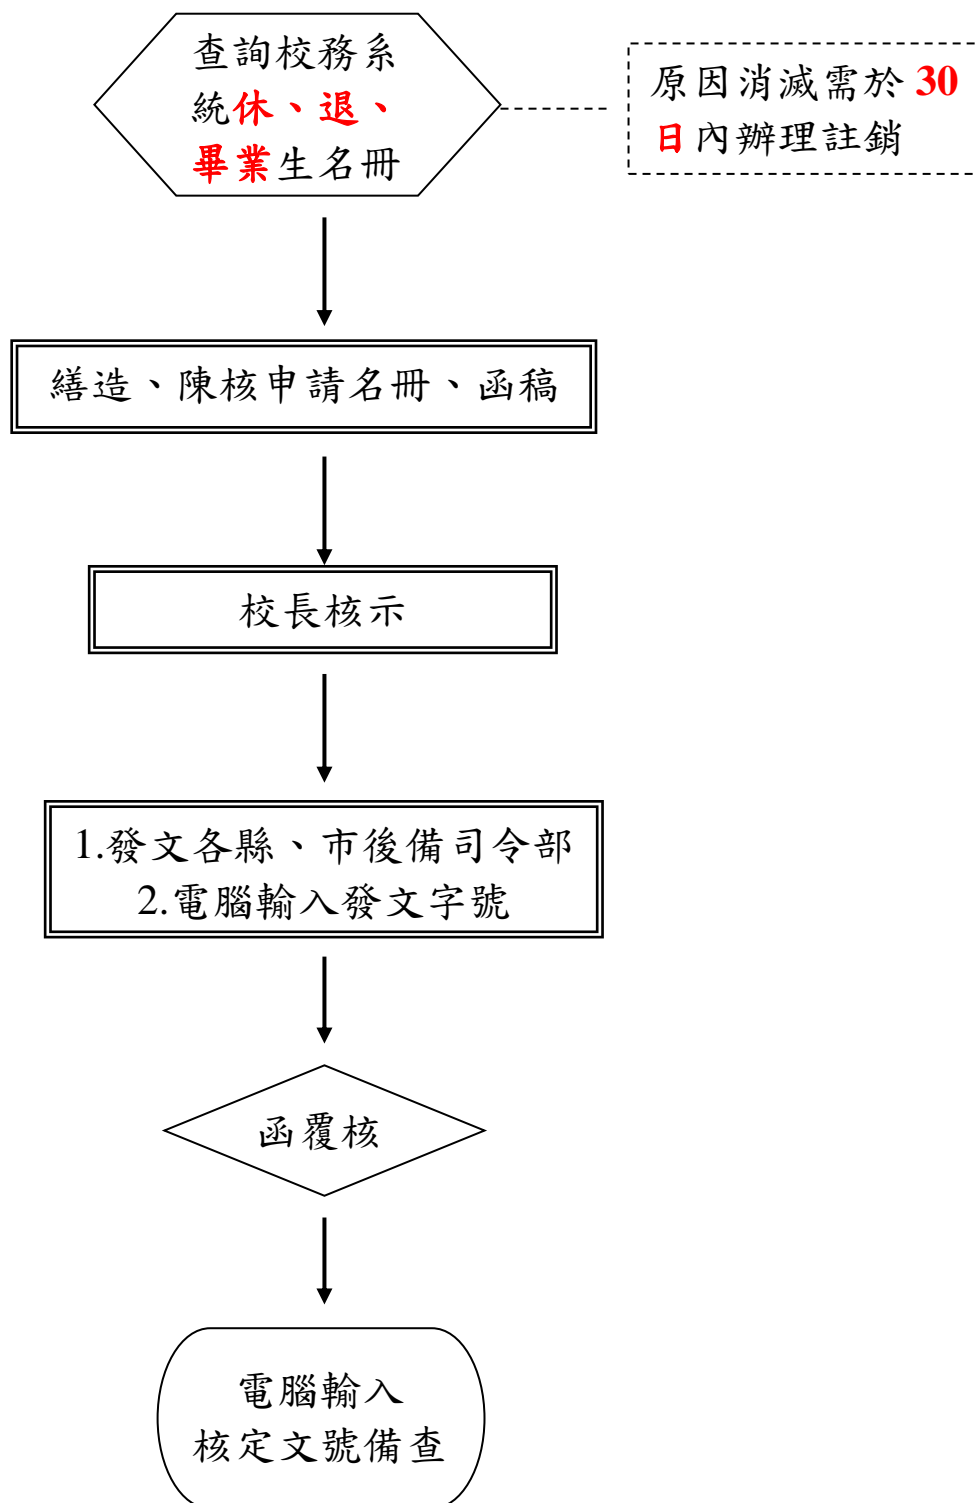 查詢校務系
統休、退、
畢業生名冊
原因消滅需於 30
日內辦理註銷
繕造、陳核申請名冊、函稿
校長核示
1.發文各縣、市後備司令部
2.電腦輸入發文字號
函覆核
電腦輸入
核定文號備查